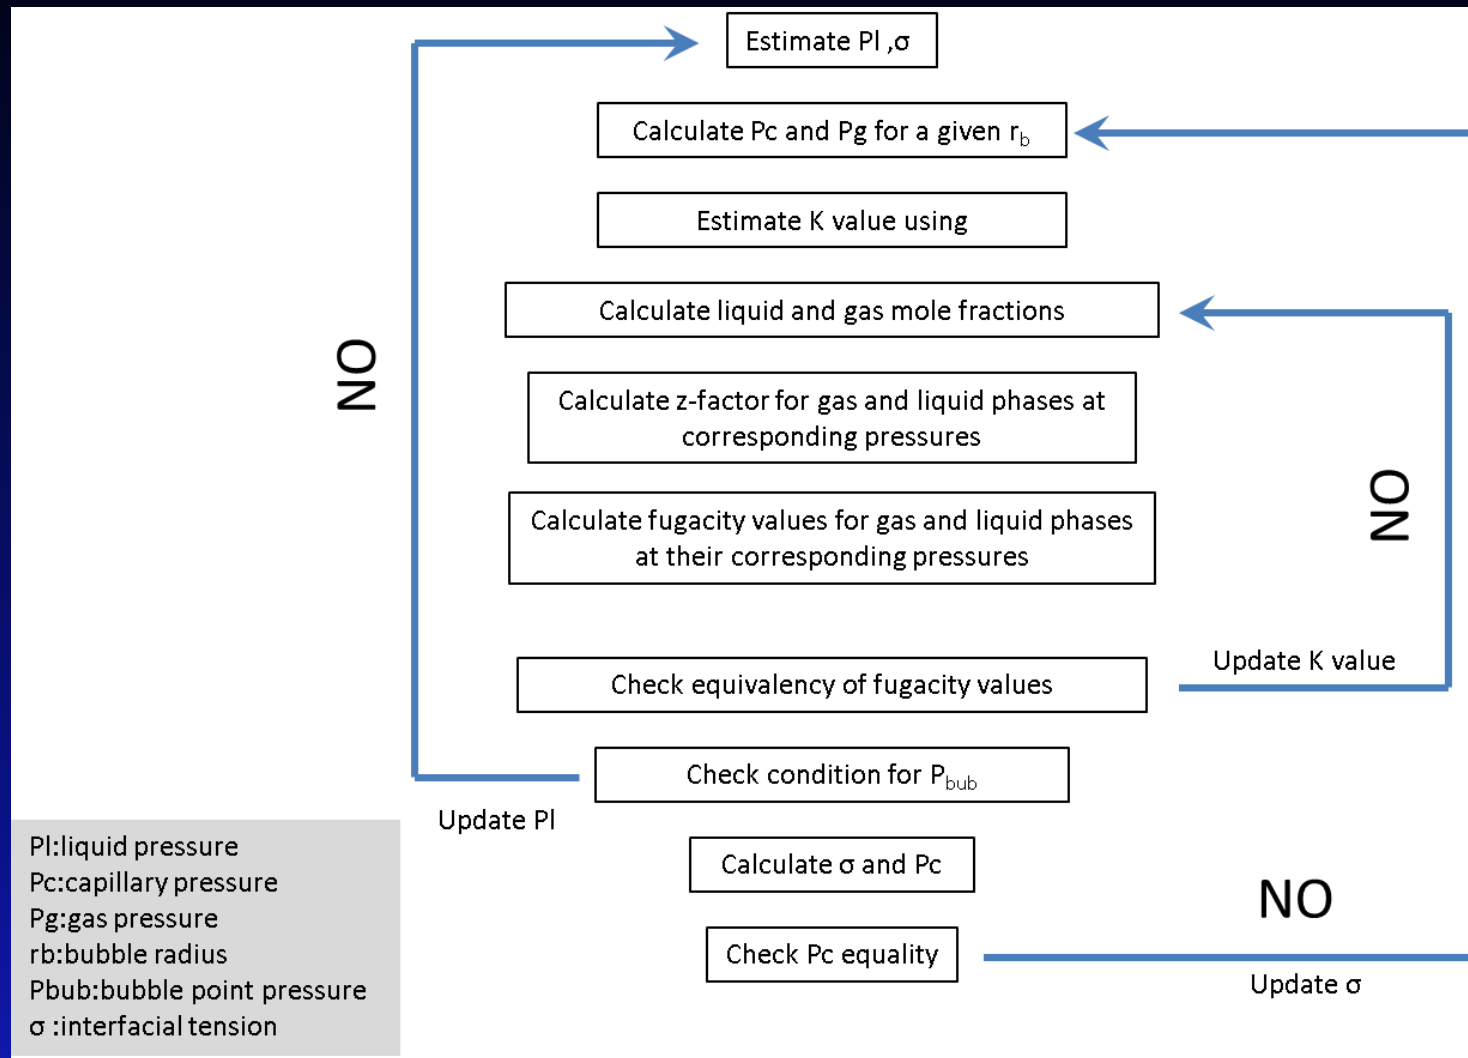 Estimate Pl ,σ
Calculate Pc and Pg for a given rb
Estimate K value using
Calculate liquid and gas mole fractions
NO
Calculate z-factor for gas and liquid phases at
corresponding pressures
Calculate fugacity values for gas and liquid phases
at their corresponding pressures
NO
Update K value
Check equivalency of fugacity values
Check condition for Pbub
Update Pl
Calculate σ and Pc
NO
Check Pc equality
Update σ
Pl:liquid pressure
Pc:capillary pressure
Pg:gas pressure
rb:bubble radius
Pbub:bubble point pressure
σ :interfacial tension